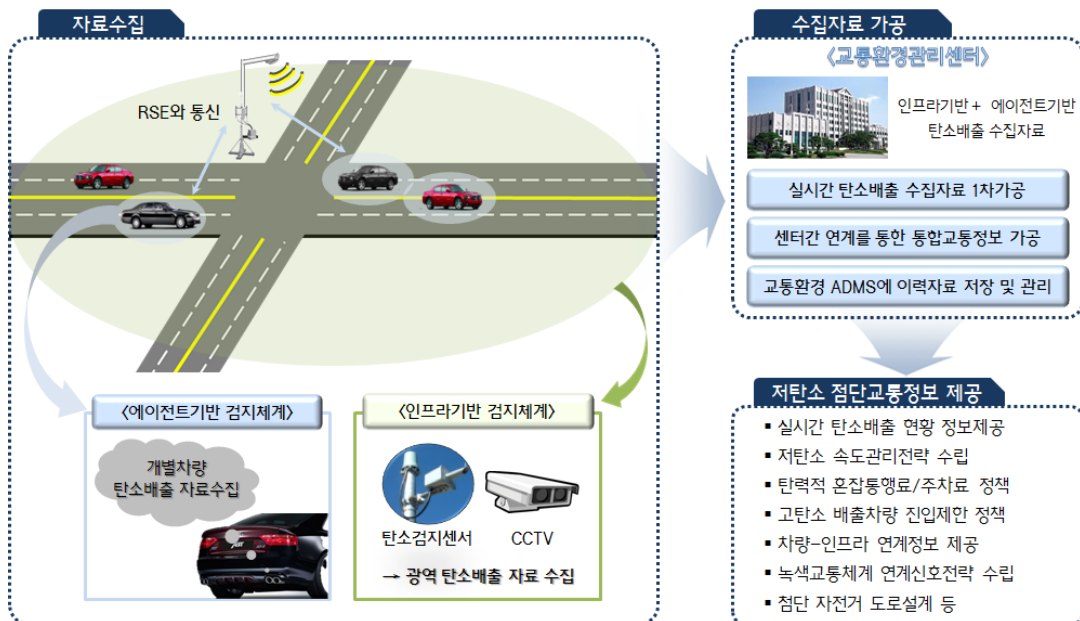 자료수집
RSE와 통신
<에이전트기반 검지체계>
개별차량
탄소배출 자료수집
<인프라기반 검지체계>
탄소검지센서
CCTV
→ 광역 탄소배출 자료 수집
수집자료 가공
<교통환경관리센터>
인프라기반 + 에이전트기반
탄소배출 수집자료
실시간 탄소배출 수집자료 1차가공
센터간 연계를 통한 통합교통정보 가공
교통환경 ADMS에 이력자료 저장 및 관리
저탄소 첨단교통정보 제공
▪ 실시간 탄소배출 현황 정보제공
▪ 저탄소 속도관리전략 수립
▪ 탄력적 혼잡통행료/주차료 정책
▪ 고탄소 배출차량 진입제한 정책
▪ 차량-인프라 연계정보 제공
▪ 녹색교통체계 연계신호전략 수립
▪ 첨단 자전거 도로설계 등